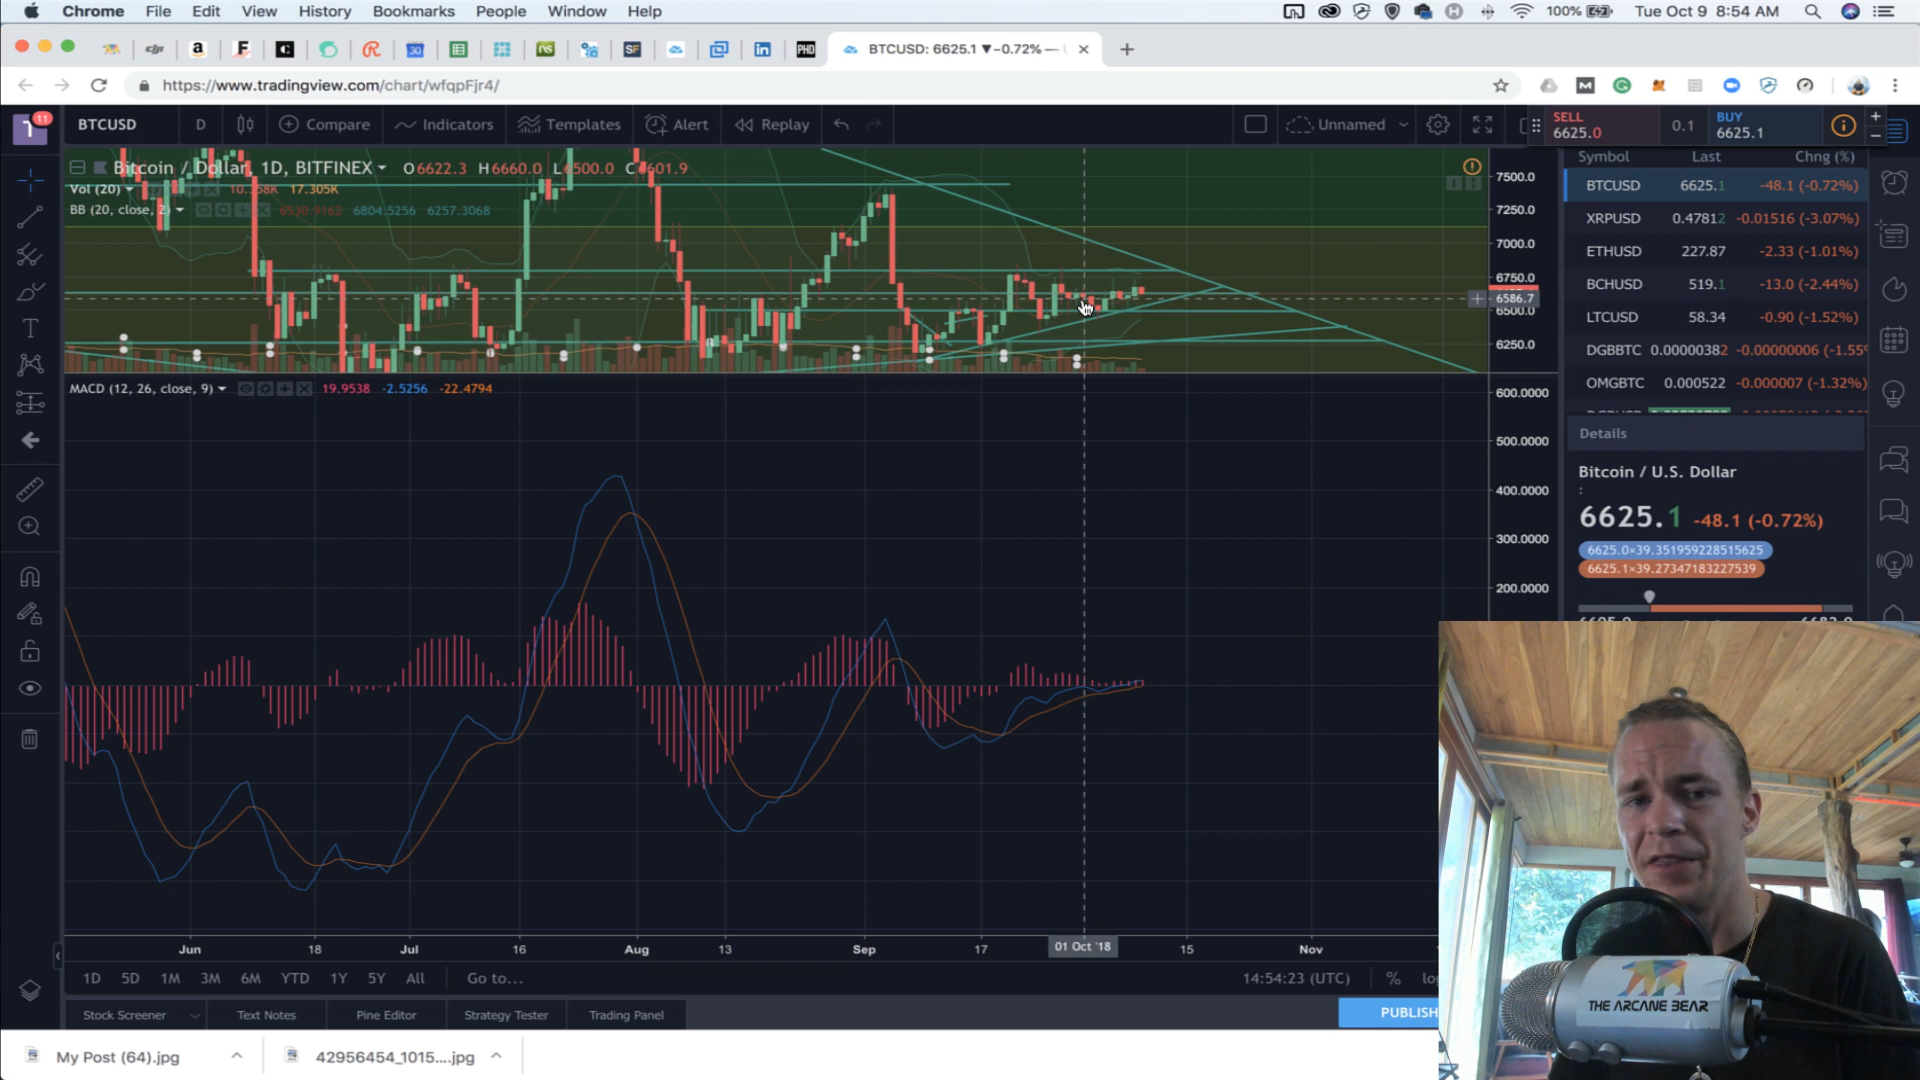 Chrome File Edit View History Bookmarks People Window Help 100% Tue Oct 9 8:54 AM
BTCUSD: 6625.1 ▼−0.72% —
https://www.tradingview.com/chart/wfqpFjr4/
11 BTCUSD D Compare Indicators Templates Alert Replay Unnamed
SELL 6625.0 0.1 BUY 6625.1
Bitcoin / Dollar, 1D, BITFINEX O6622.3 H6660.0 L6500.0 C6601.9
Vol (20) 17.305K
BB (20, close, 2) 6530.9162 6804.5256 6257.3068
7500.0
7250.0
7000.0
6750.0
6586.7
6500.0
6250.0
MACD (12, 26, close, 9) 19.9538 -2.5256 -22.4794
600.0000
500.0000
400.0000
300.0000
200.0000
Jun 18 Jul 16 Aug 13 Sep 17 01 Oct '18 15 Nov
1D 5D 1M 3M 6M YTD 1Y 5Y All Go to... 14:54:23 (UTC) %
Stock Screener Text Notes Pine Editor Strategy Tester Trading Panel PUBLISH
Symbol Last Chng (%)
BTCUSD 6625.1 -48.1 (-0.72%)
XRPUSD 0.47812 -0.01516 (-3.07%)
ETHUSD 227.87 -2.33 (-1.01%)
BCHUSD 519.1 -13.0 (-2.44%)
LTCUSD 58.34 -0.90 (-1.52%)
DGBBTC 0.00000382 -0.00000006 (-1.55%
OMGBTC 0.000522 -0.000007 (-1.32%)
Details
Bitcoin / U.S. Dollar
:
6625.1 -48.1 (-0.72%)
6625.0×39.351959228515625
6625.1×39.27347183227539
THE ARCANE BEAR
My Post (64).jpg 42956454_1015....jpg